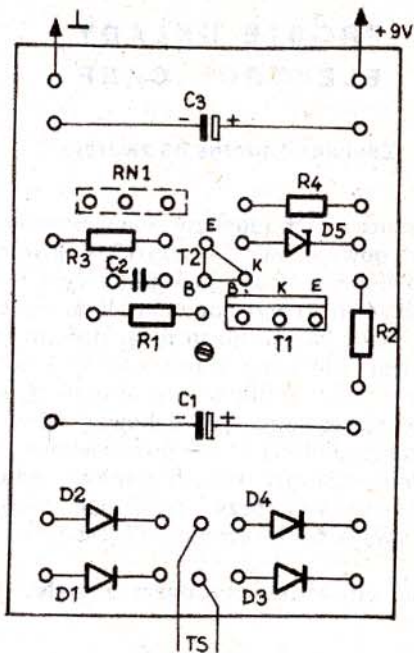 ⊥
+9V
C3
- +
RN1
R4
E
D5
R3
T2
C2
K
B
B K E
R1
T1
R2
C1
- +
D2
D4
D1
D3
TS